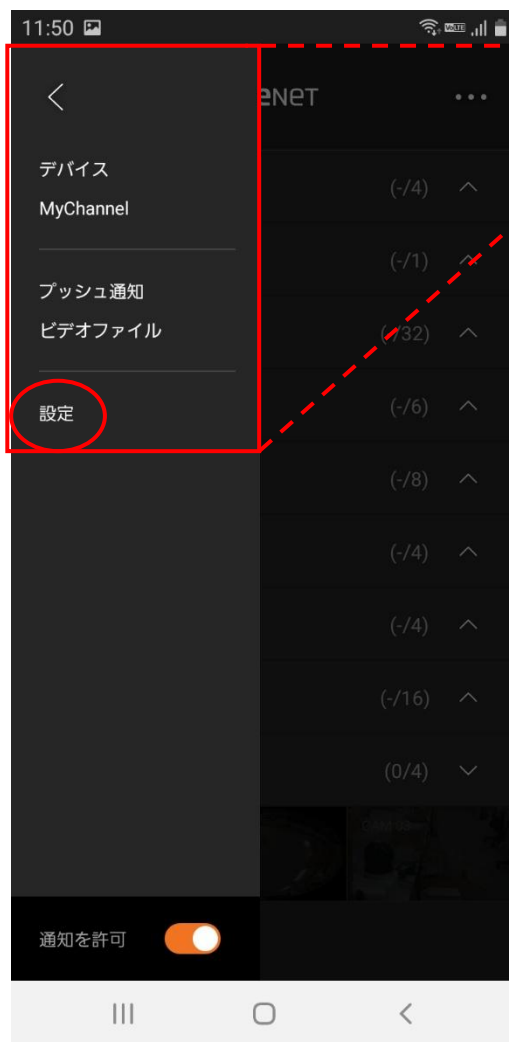 11:50
eNET
デバイス
MyChannel
(-/4)
(-/1)
プッシュ通知
ビデオファイル
(-/32)
設定
(-/6)
(-/8)
(-/4)
(-/4)
(-/16)
(0/4)
通知を許可